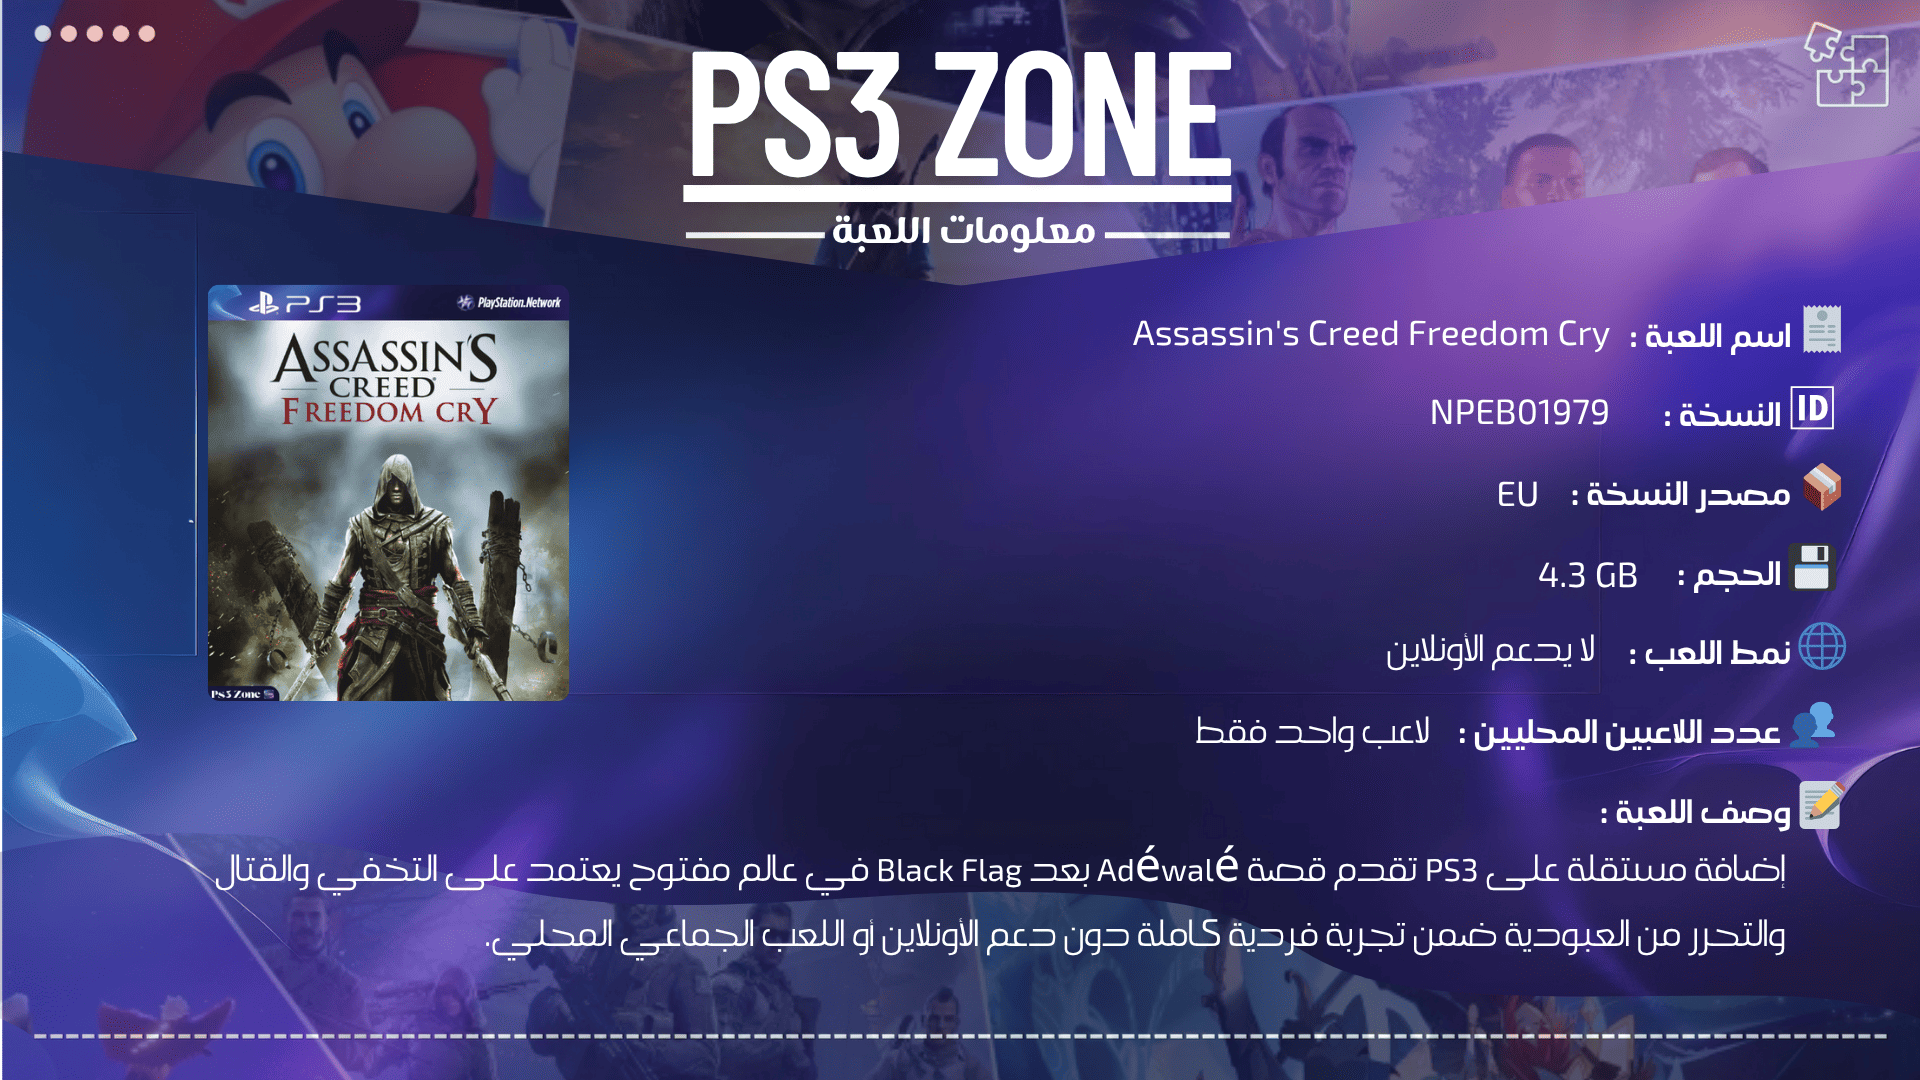 PS3 ZONE
معلومات اللعبة
PS3 PlayStation.Network
ASSASSIN'S
CREED
FREEDOM CRY
Ps3 Zone
اسم اللعبة : Assassin's Creed Freedom Cry
ID النسخة : NPEB01979
مصدر النسخة : EU
الحجم : 4.3 GB
نمط اللعب : لا يدعم الأونلاين
عدد اللاعبين المحليين : لاعب واحد فقط
وصف اللعبة :
إضافة مستقلة على PS3 تقدم قصة Adéwalé بعد Black Flag في عالم مفتوح يعتمد على التخفي والقتال
والتحرر من العبودية ضمن تجربة فردية كاملة دون دعم الأونلاين أو اللعب الجماعي المحلي.